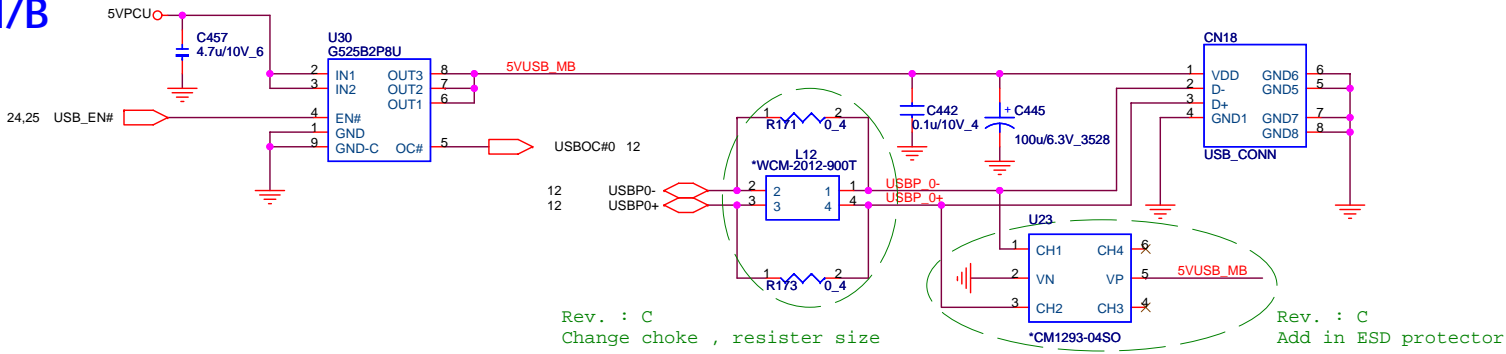 I/B
5VPCU
C457
4.7u/10V_6
U30
G525B2P8U
2 IN1 OUT3 8
3 IN2 OUT2 7
OUT1 6
4 EN#
1 GND
9 GND-C OC# 5
24,25 USB_EN#
5VUSB_MB
USBOC#0 12
C442
0.1u/10V_4
+ C445
100u/6.3V_3528
CN18
1 VDD GND6 6
2 D- GND5 5
3 D+
4 GND1 GND7 7
GND8 8
USB_CONN
1 2
R171 0_4
L12
*WCM-2012-900T
12 USBP0- 2 2 1 1 USBP_0-
12 USBP0+ 3 3 4 4 USBP_0+
1 2
R173 0_4
U23
1 CH1 CH4 6
2 VN VP 5 5VUSB_MB
3 CH2 CH3 4
*CM1293-04SO
Rev. : C
Change choke , resister size
Rev. : C
Add in ESD protector